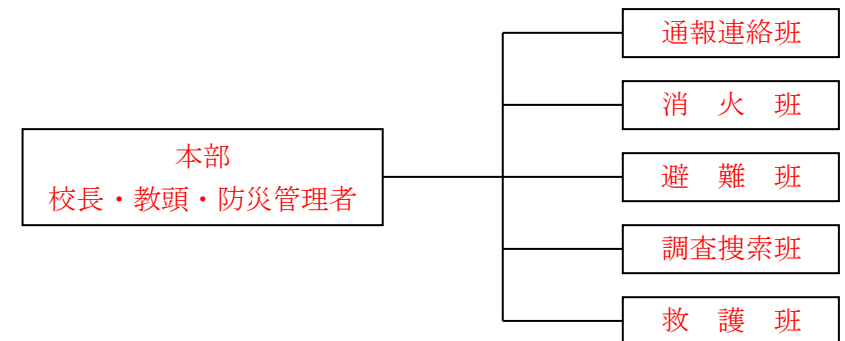 本部
校長・教頭・防災管理者
通報連絡班
消　火　班
避　難　班
調査捜索班
救　護　班